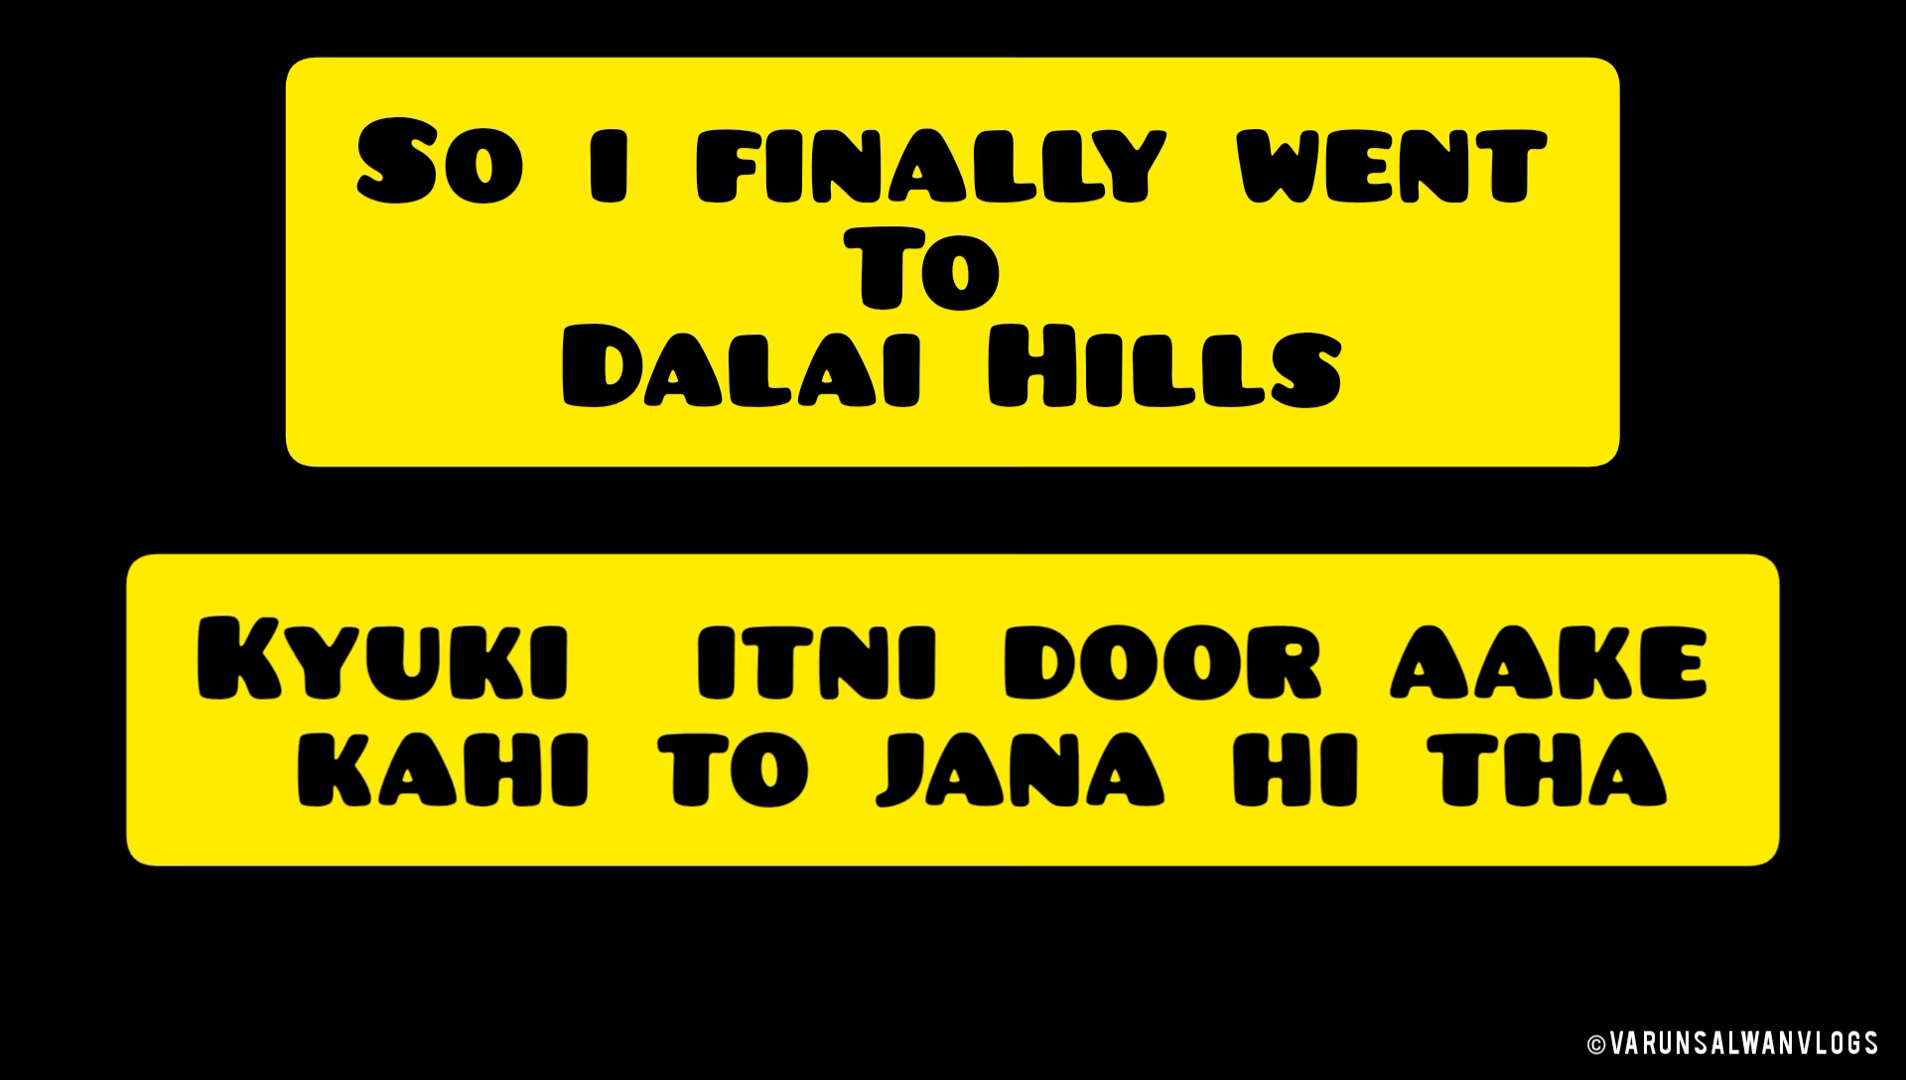 So I FINALLY WENT
To
DALAI HILLS
KYUKI ITNI DOOR AAKE
KAHI TO JANA HI THA
©VARUNSALWANVLOGS